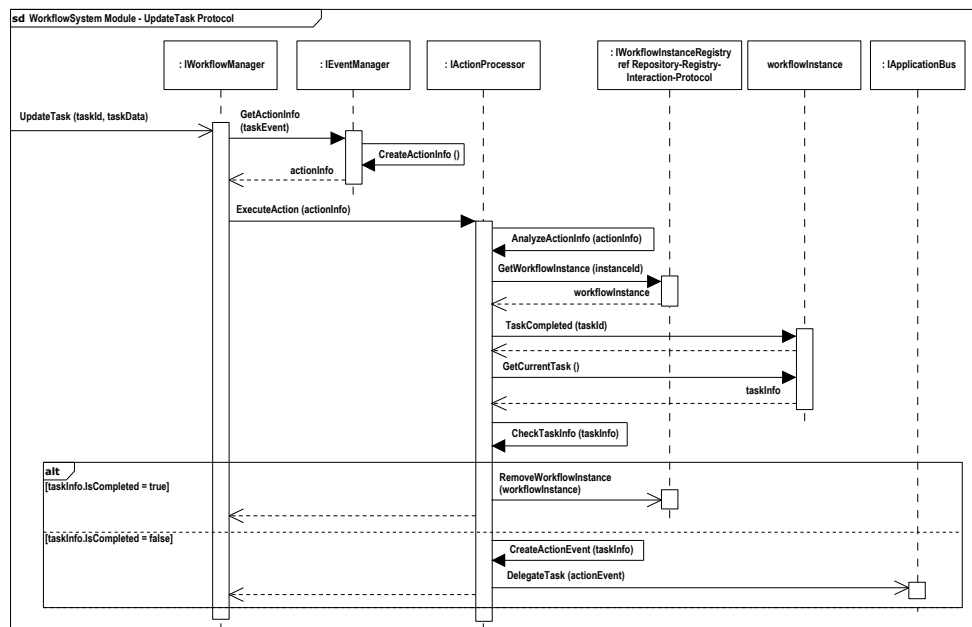 sd WorkflowSystem Module - UpdateTask Protocol
: IWorkflowManager
: IEventManager
: IActionProcessor
: IWorkflowInstanceRegistry
ref Repository-Registry-
Interaction-Protocol
workflowInstance
: IApplicationBus
UpdateTask (taskId, taskData)
GetActionInfo
(taskEvent)
CreateActionInfo ()
actionInfo
ExecuteAction (actionInfo)
AnalyzeActionInfo (actionInfo)
GetWorkflowInstance (instanceId)
workflowInstance
TaskCompleted (taskId)
GetCurrentTask ()
taskInfo
CheckTaskInfo (taskInfo)
alt
[taskInfo.IsCompleted = true]
RemoveWorkflowInstance
(workflowInstance)
[taskInfo.IsCompleted = false]
CreateActionEvent (taskInfo)
DelegateTask (actionEvent)